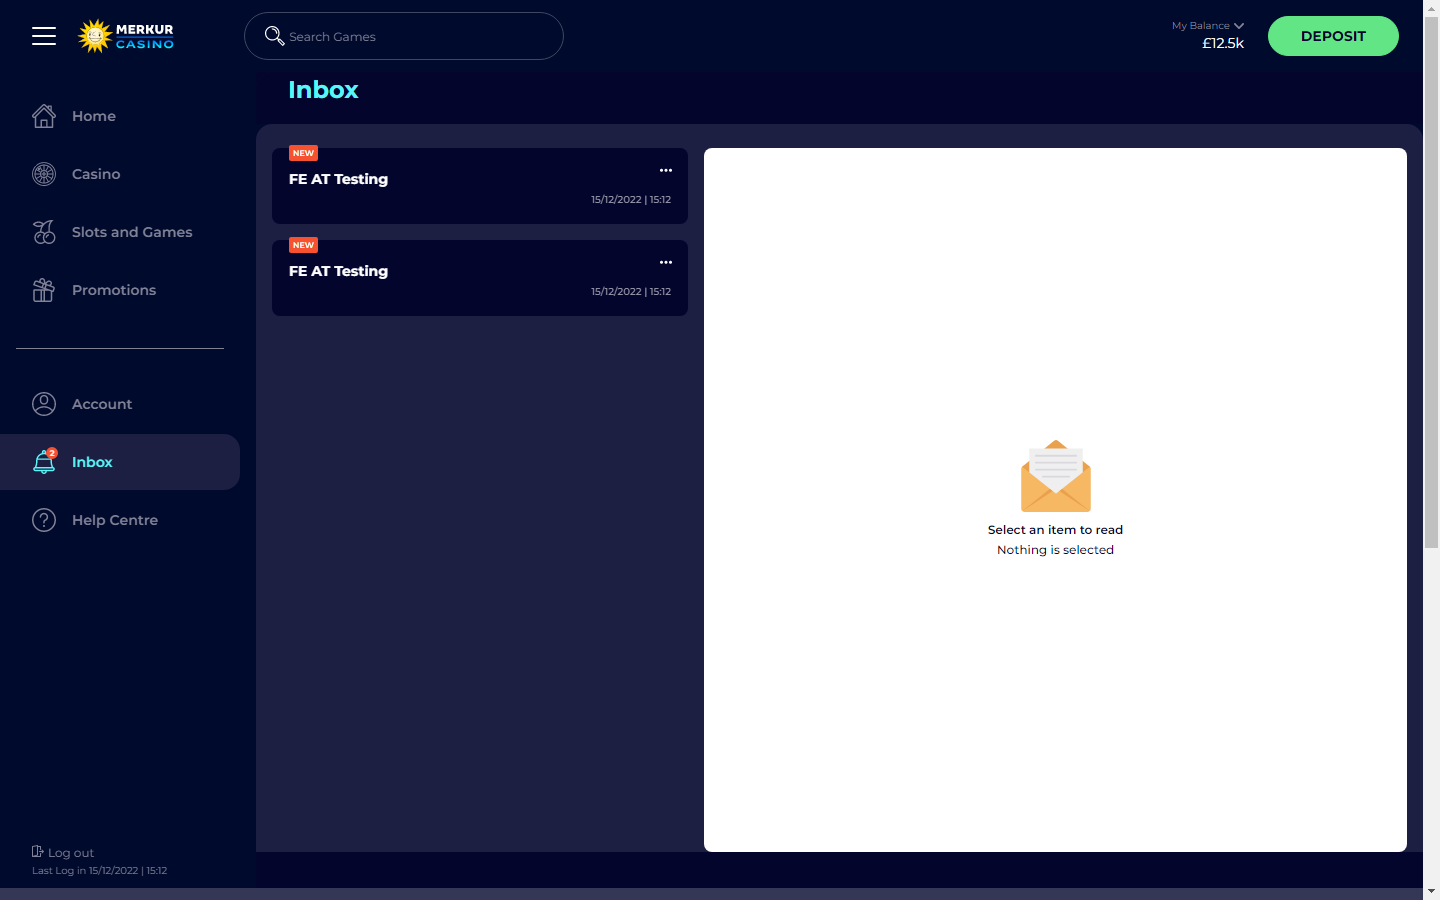 MERKUR
CASINO
Search Games
My Balance
£12.5k
DEPOSIT
Home
Casino
Slots and Games
Promotions
Account
2
Inbox
Help Centre
Log out
Last Log in 15/12/2022 | 15:12
Inbox
NEW
FE AT Testing
15/12/2022 | 15:12
NEW
FE AT Testing
15/12/2022 | 15:12
Select an item to read
Nothing is selected